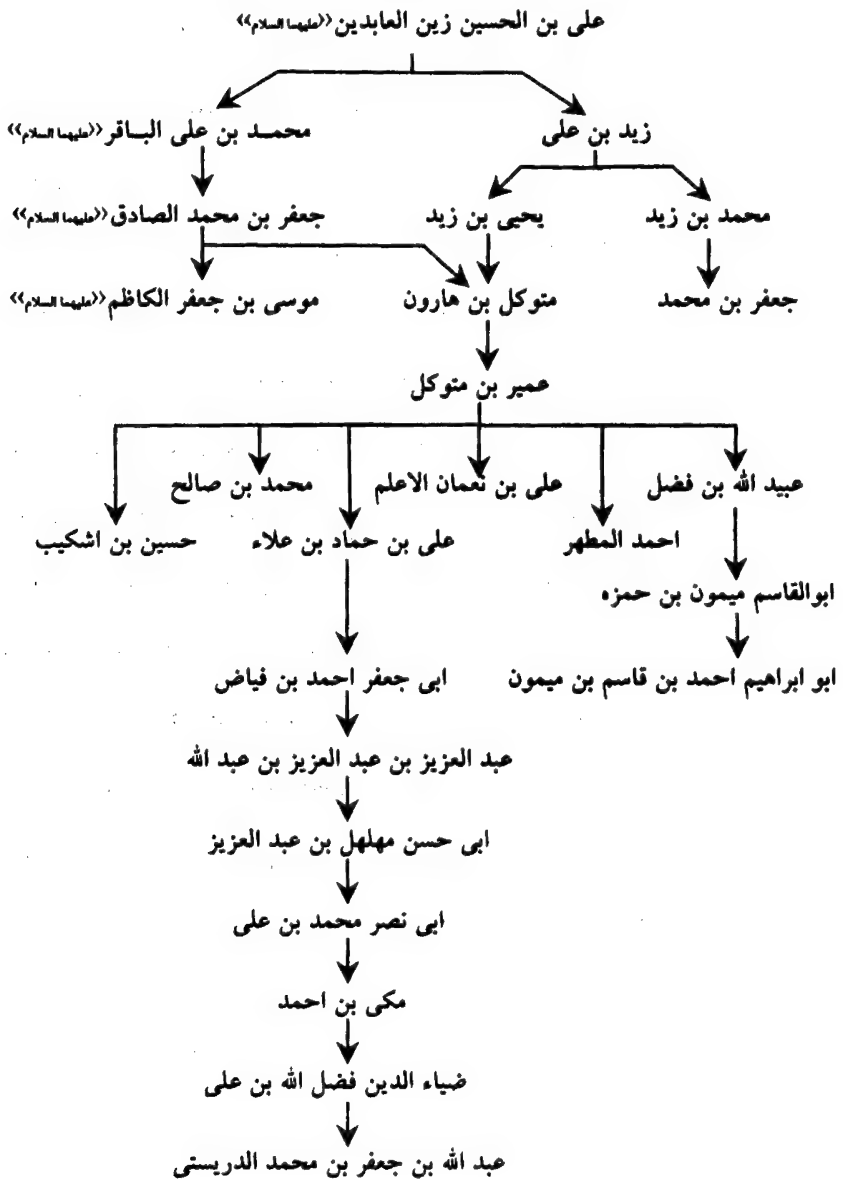 علی بن الحسین زین العابدین «علیهما السلام»
زید بن علی
محمد بن علی الباقر «علیهما السلام»
محمد بن زید
یحیی بن زید
جعفر بن محمد الصادق «علیهما السلام»
جعفر بن محمد
متوکل بن هارون
موسی بن جعفر الکاظم «علیهما السلام»
عمیر بن متوکل
عبید الله بن فضل
علی بن نعمان الاعلم
محمد بن صالح
احمد المطهر
علی بن حماد بن علاء
حسین بن اشکیب
ابوالقاسم میمون بن حمزه
ابو ابراهیم احمد بن قاسم بن میمون
ابی جعفر احمد بن فیاض
عبد العزیز بن عبد العزیز بن عبد الله
ابی حسن مهلهل بن عبد العزیز
ابی نصر محمد بن علی
مکی بن احمد
ضیاء الدین فضل الله بن علی
عبد الله بن جعفر بن محمد الدریستی